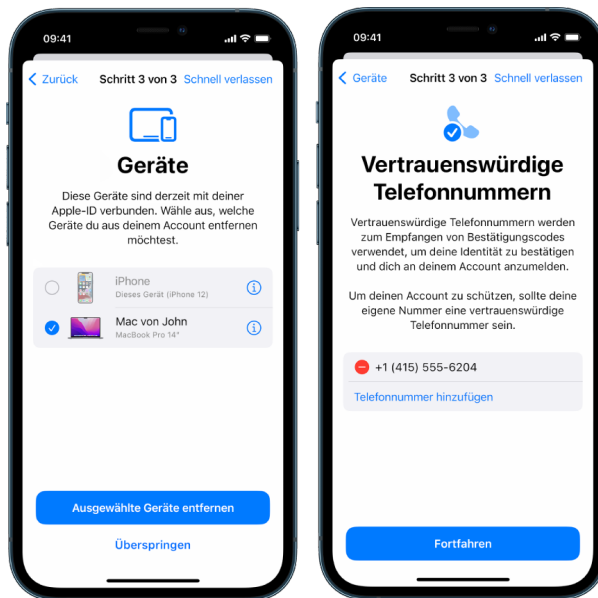 09:41
Zurück
Schritt 3 von 3
Schnell verlassen
Geräte
Diese Geräte sind derzeit mit deiner
Apple-ID verbunden. Wähle aus, welche
Geräte du aus deinem Account entfernen
möchtest.
iPhone
Dieses Gerät (iPhone 12)
Mac von John
MacBook Pro 14"
Ausgewählte Geräte entfernen
Überspringen
09:41
Geräte
Schritt 3 von 3
Schnell verlassen
Vertrauenswürdige
Telefonnummern
Vertrauenswürdige Telefonnummern werden
zum Empfangen von Bestätigungscodes
verwendet, um deine Identität zu bestätigen
und dich an deinem Account anzumelden.
Um deinen Account zu schützen, sollte deine
eigene Nummer eine vertrauenswürdige
Telefonnummer sein.
+1 (415) 555-6204
Telefonnummer hinzufügen
Fortfahren